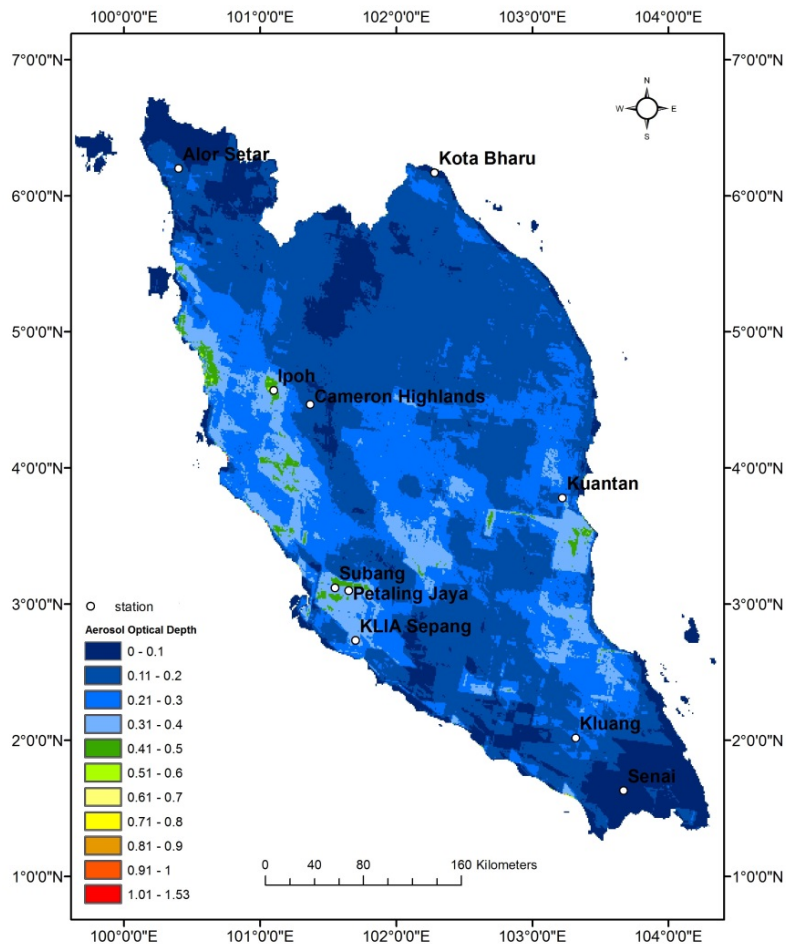 100°0'0"E 101°0'0"E 102°0'0"E 103°0'0"E 104°0'0"E
7°0'0"N 7°0'0"N
N
W E
S
Alor Setar
Kota Bharu
6°0'0"N 6°0'0"N
5°0'0"N 5°0'0"N
Ipoh
Cameron Highlands
4°0'0"N 4°0'0"N
Kuantan
Subang
Petaling Jaya
3°0'0"N 3°0'0"N
KLIA Sepang
Kluang
2°0'0"N 2°0'0"N
Senai
1°0'0"N 1°0'0"N
station
Aerosol Optical Depth
0 - 0.1
0.11 - 0.2
0.21 - 0.3
0.31 - 0.4
0.41 - 0.5
0.51 - 0.6
0.61 - 0.7
0.71 - 0.8
0.81 - 0.9
0.91 - 1
1.01 - 1.53
0 40 80 160 Kilometers
100°0'0"E 101°0'0"E 102°0'0"E 103°0'0"E 104°0'0"E